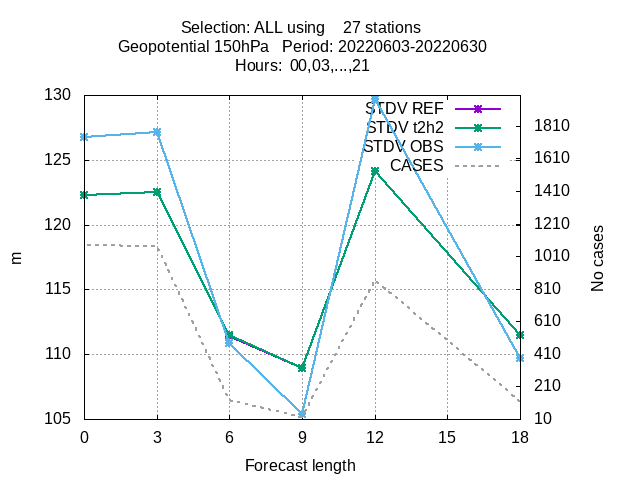 Selection: ALL using    27 stations
Geopotential 150hPa   Period: 20220603-20220630
Hours:  00,03,...,21
STDV REF
STDV t2h2
STDV OBS
CASES
130
125
120
115
110
105
1810
1610
1410
1210
1010
810
610
410
210
10
m
No cases
0 3 6 9 12 15 18
Forecast length